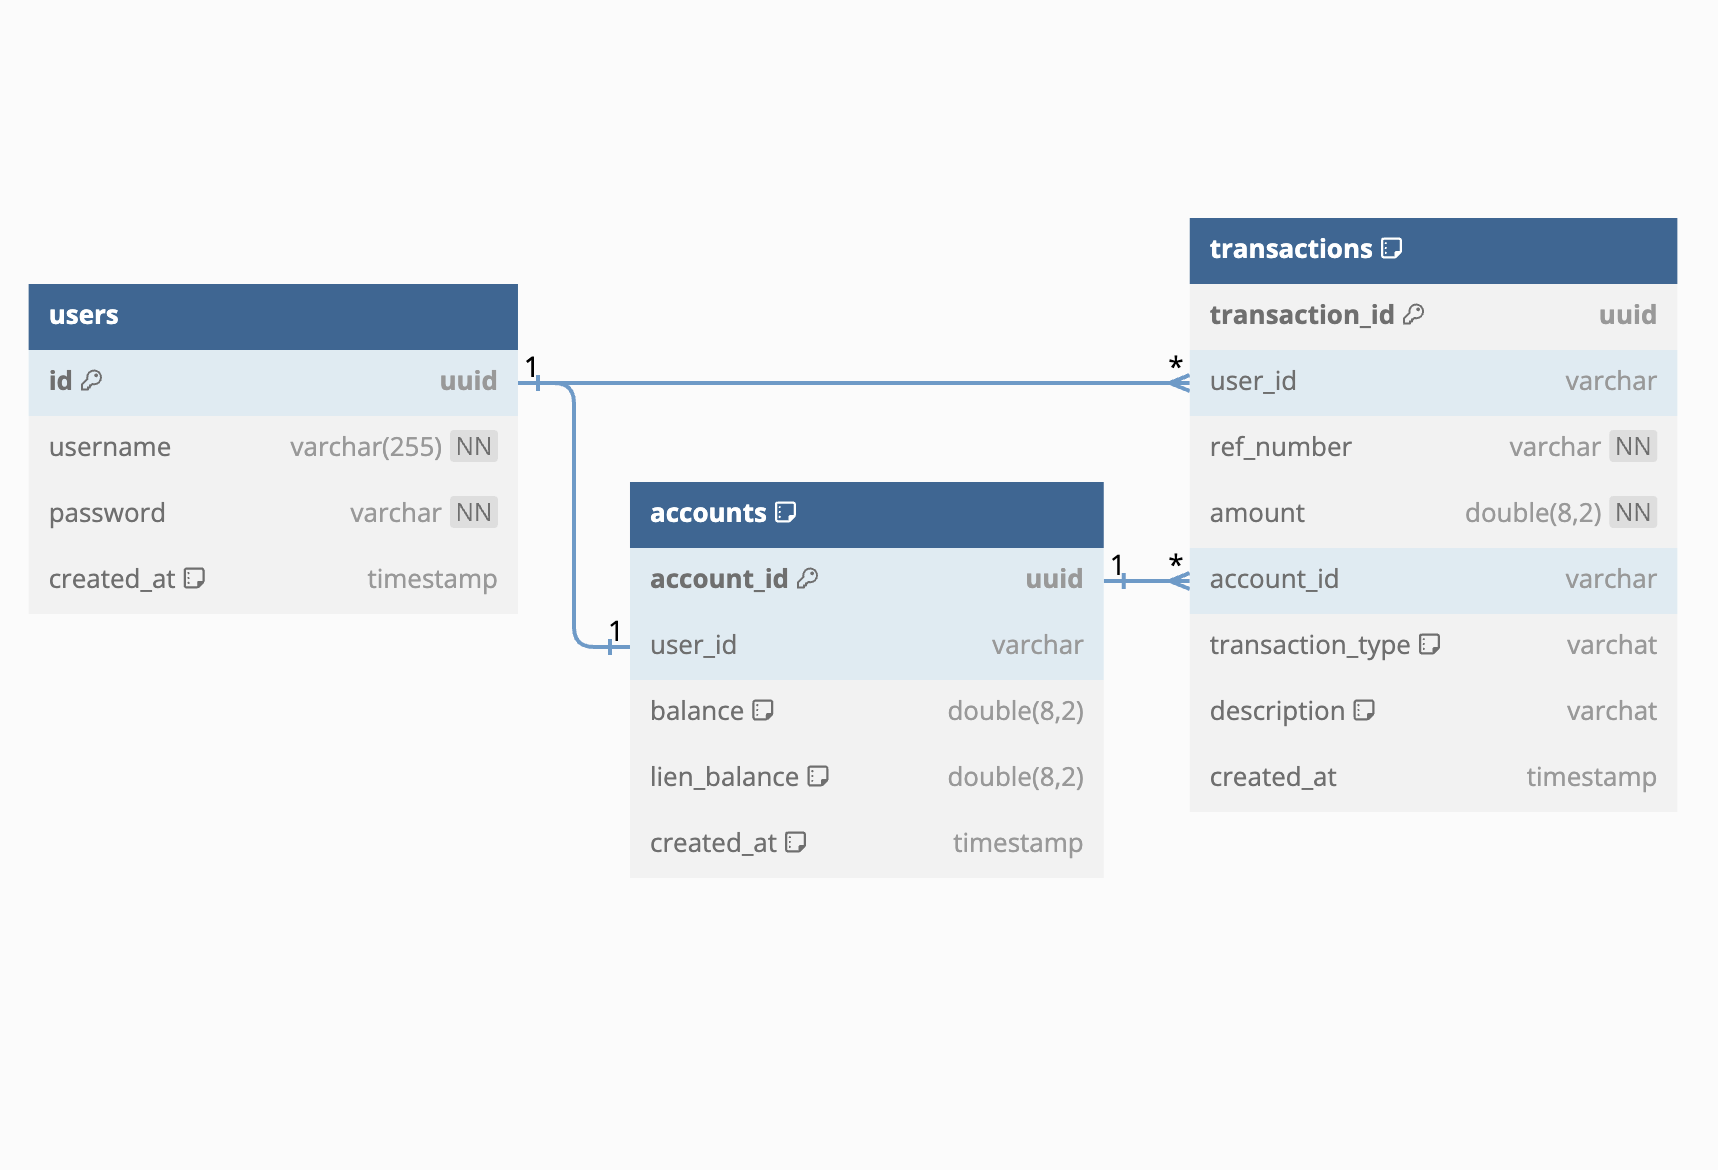 users
id uuid
username varchar(255) NN
password varchar NN
created_at timestamp
1
1
accounts
account_id uuid
user_id varchar
balance double(8,2)
lien_balance double(8,2)
created_at timestamp
1
*
*
transactions
transaction_id uuid
user_id varchar
ref_number varchar NN
amount double(8,2) NN
account_id varchar
transaction_type varchat
description varchat
created_at timestamp